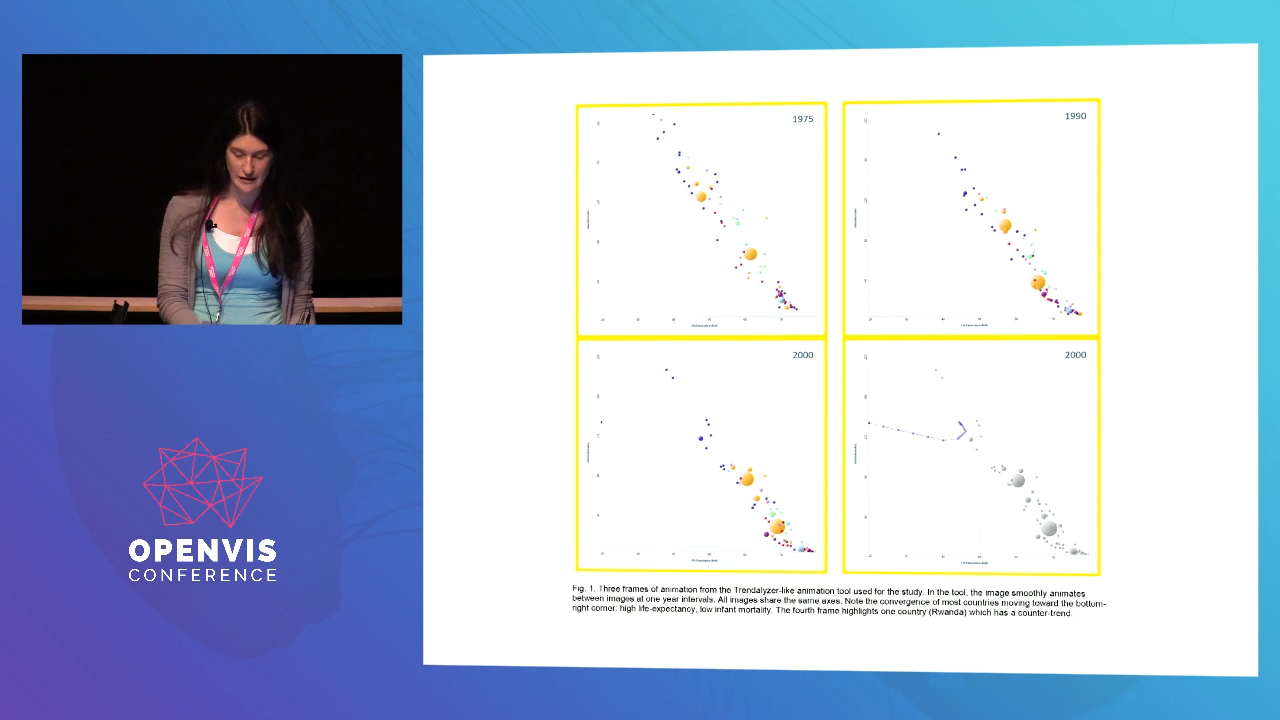 1975
1990
2000
2000
Life Expectancy, Birth
Fig. 1. Three frames of animation from the Trendalyzer-like animation tool used for the study. In the tool, the image smoothly animates
between images at one year intervals. All images share the same axes. Note the convergence of most countries moving toward the bottom-
right corner: high life-expectancy, low infant mortality. The fourth frame highlights one country (Rwanda) which has a counter-trend.
OPENVIS
CONFERENCE